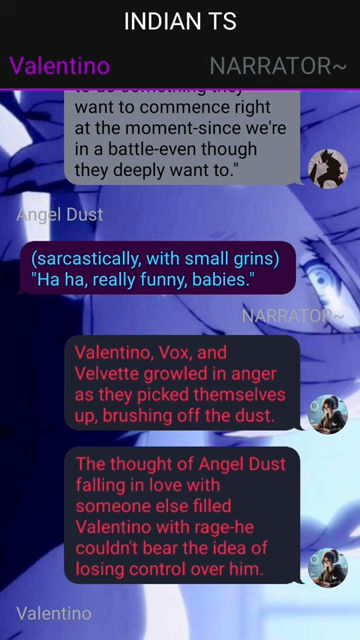 INDIAN TS
Valentino NARRATOR~
to do something they
want to commence right
at the moment-since we're
in a battle-even though
they deeply want to."
Angel Dust
(sarcastically, with small grins)
"Ha ha, really funny, babies."
NARRATOR~
Valentino, Vox, and
Velvette growled in anger
as they picked themselves
up, brushing off the dust.
The thought of Angel Dust
falling in love with
someone else filled
Valentino with rage-he
couldn't bear the idea of
losing control over him.
Valentino